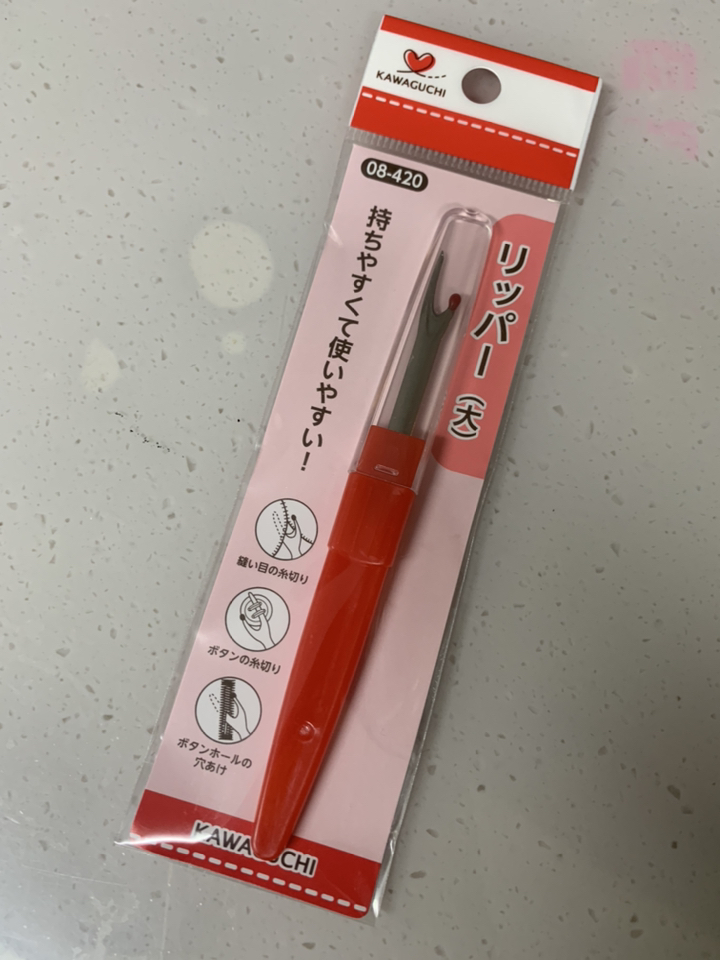 KAWAGUCHI
08-420
リッパー（大）
持ちやすくて使いやすい！
縫い目の糸切り
ボタンの糸切り
ボタンホールの
穴あけ
KAWAGUCHI